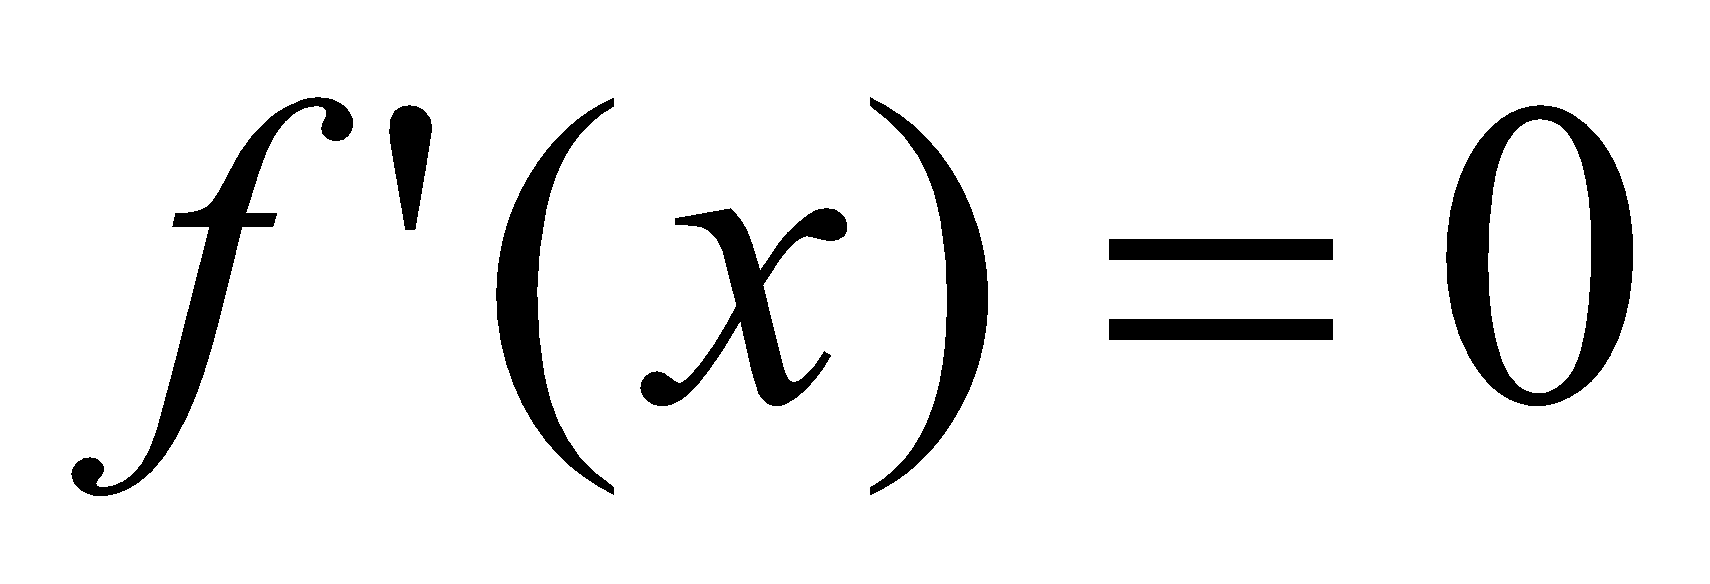 f'(x) = 0